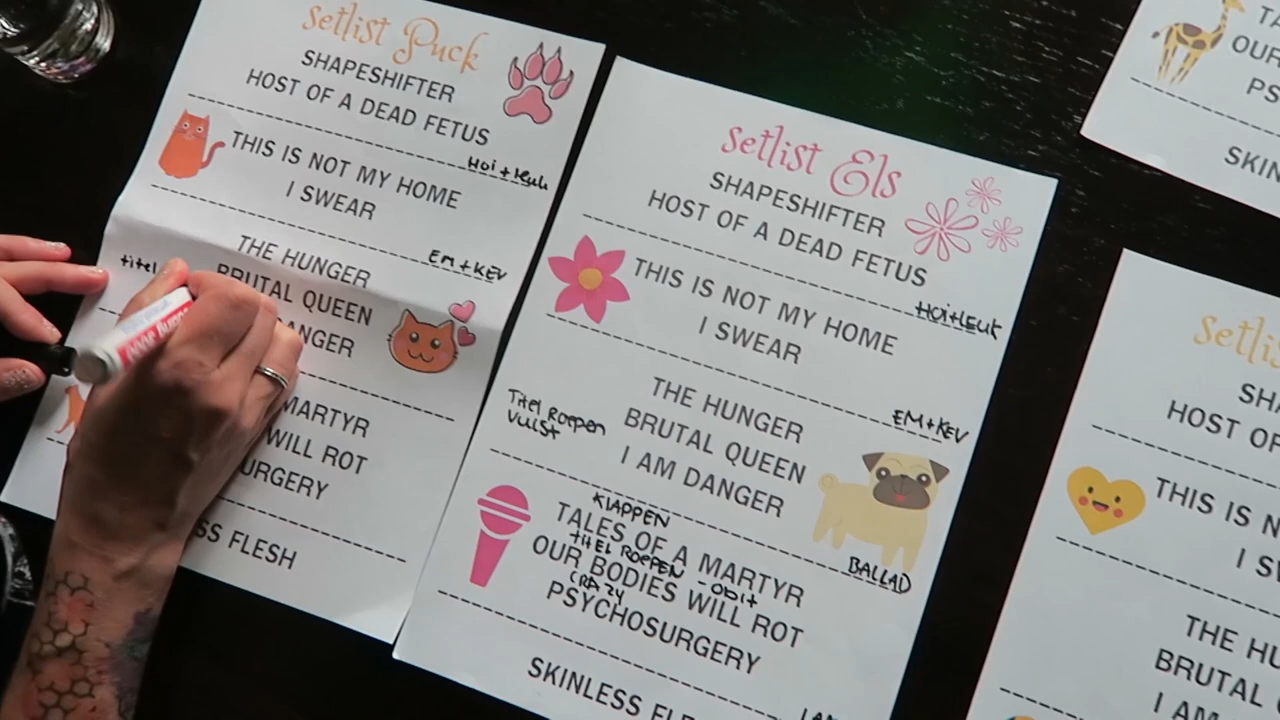 setlist Puck
SHAPESHIFTER
HOST OF A DEAD FETUS
HOI + LEUK
THIS IS NOT MY HOME
I SWEAR
EM + KEV
THE HUNGER
titel
BRUTAL QUEEN
DANGER
MARTYR
WILL ROT
URGERY
SS FLESH
setlist Els
SHAPESHIFTER
HOST OF A DEAD FETUS
HOI + LEUK
THIS IS NOT MY HOME
I SWEAR
EM + KEV
THE HUNGER
Titel Roepen
Vuist
BRUTAL QUEEN
I AM DANGER
BALLAD
KLAPPEN
TALES OF A MARTYR
titEL ROEPEN - obit
OUR BODIES WILL ROT
CRAZY
PSYCHOSURGERY
SKINLESS FL
TA
OUR
PS
SKIN
setlis
SHA
HOST OF
THIS IS N
I SW
THE HU
BRUTAL
I AM